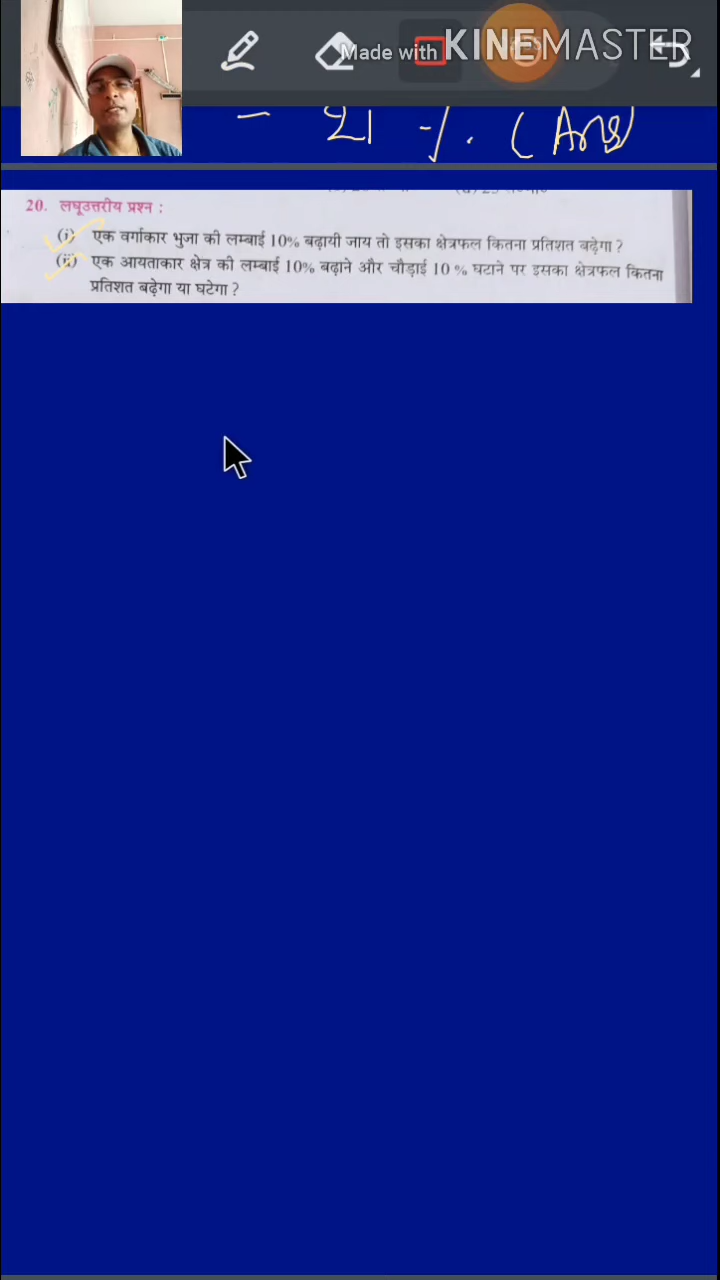 Made with KINEMASTER
= 21 %. (Ans)
20. लघूउत्तरीय प्रश्न :
(i) एक वर्गाकार भुजा की लम्बाई 10% बढ़ायी जाय तो इसका क्षेत्रफल कितना प्रतिशत बढ़ेगा ?
(ii) एक आयताकार क्षेत्र की लम्बाई 10% बढ़ाने और चौड़ाई 10 % घटाने पर इसका क्षेत्रफल कितना
प्रतिशत बढ़ेगा या घटेगा ?